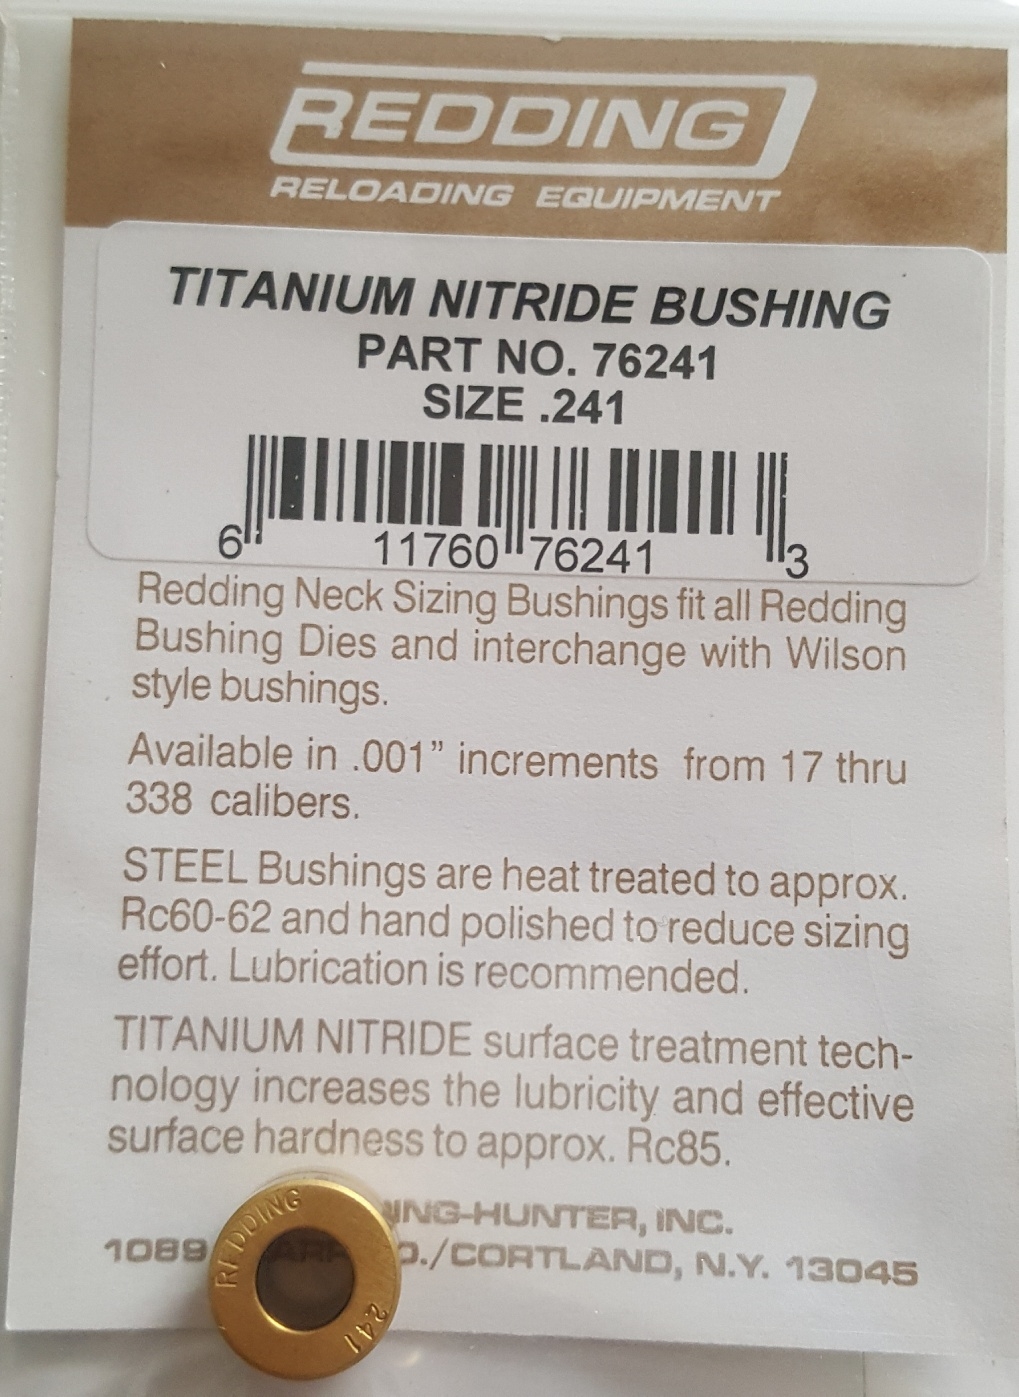 REDDING
RELOADING EQUIPMENT
TITANIUM NITRIDE BUSHING
PART NO. 76241
SIZE .241
6 11760 76241 3
Redding Neck Sizing Bushings fit all Redding
Bushing Dies and interchange with Wilson
style bushings.
Available in .001” increments from 17 thru
338 calibers.
STEEL Bushings are heat treated to approx.
Rc60-62 and hand polished to reduce sizing
effort. Lubrication is recommended.
TITANIUM NITRIDE surface treatment tech-
nology increases the lubricity and effective
surface hardness to approx. Rc85.
-HUNTER, INC.
1089 /CORTLAND, N.Y. 13045
REDDING
241